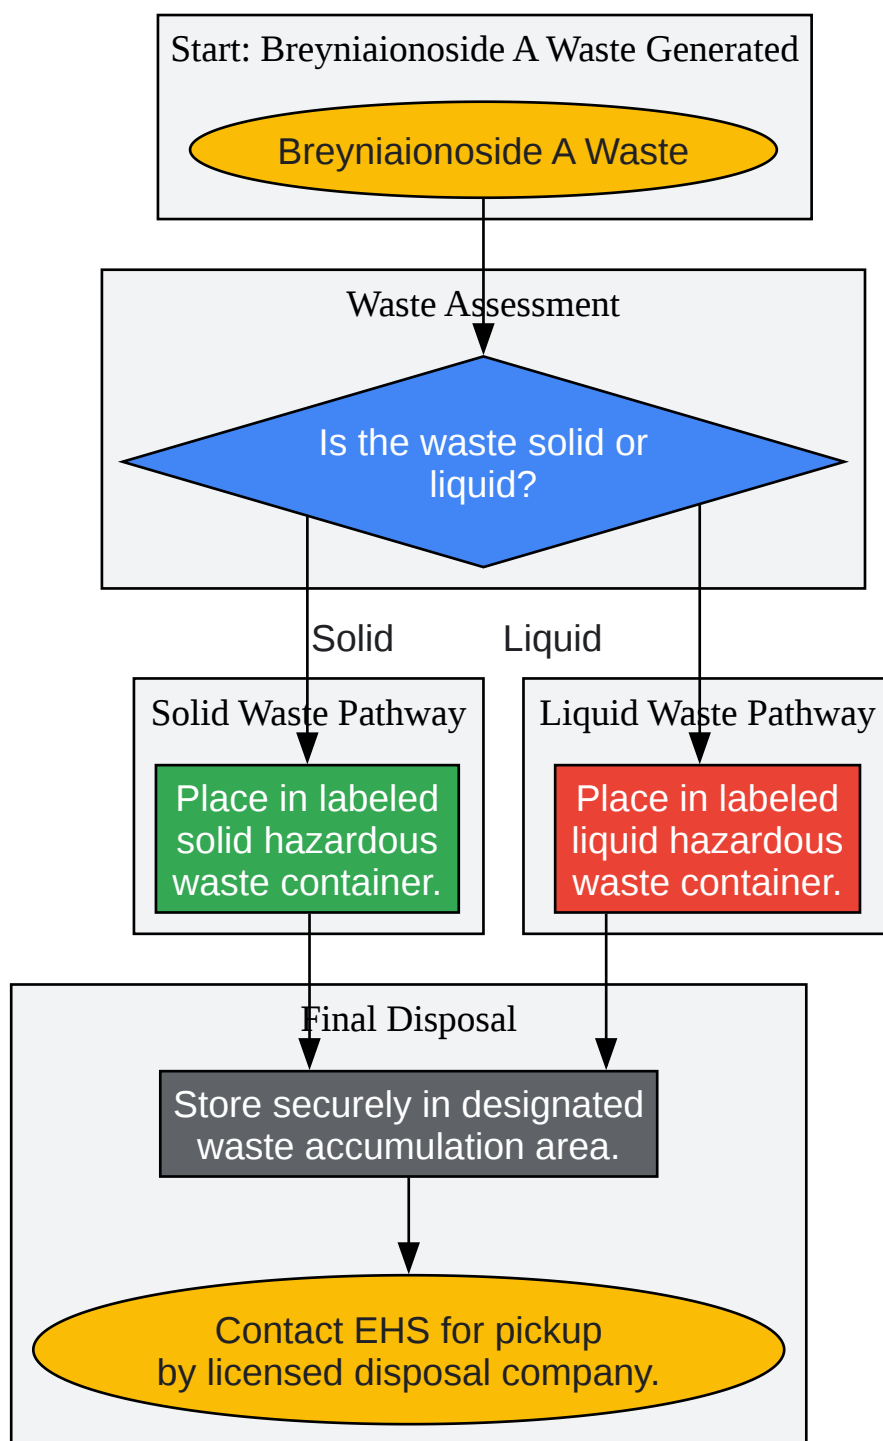 Start: Breyniaionoside A Waste Generated
Breyniaionoside A Waste
Waste Assessment
Is the waste solid or
liquid?
Solid
Liquid
Solid Waste Pathway
Liquid Waste Pathway
Place in labeled
solid hazardous
waste container.
Place in labeled
liquid hazardous
waste container.
Final Disposal
Store securely in designated
waste accumulation area.
Contact EHS for pickup
by licensed disposal company.